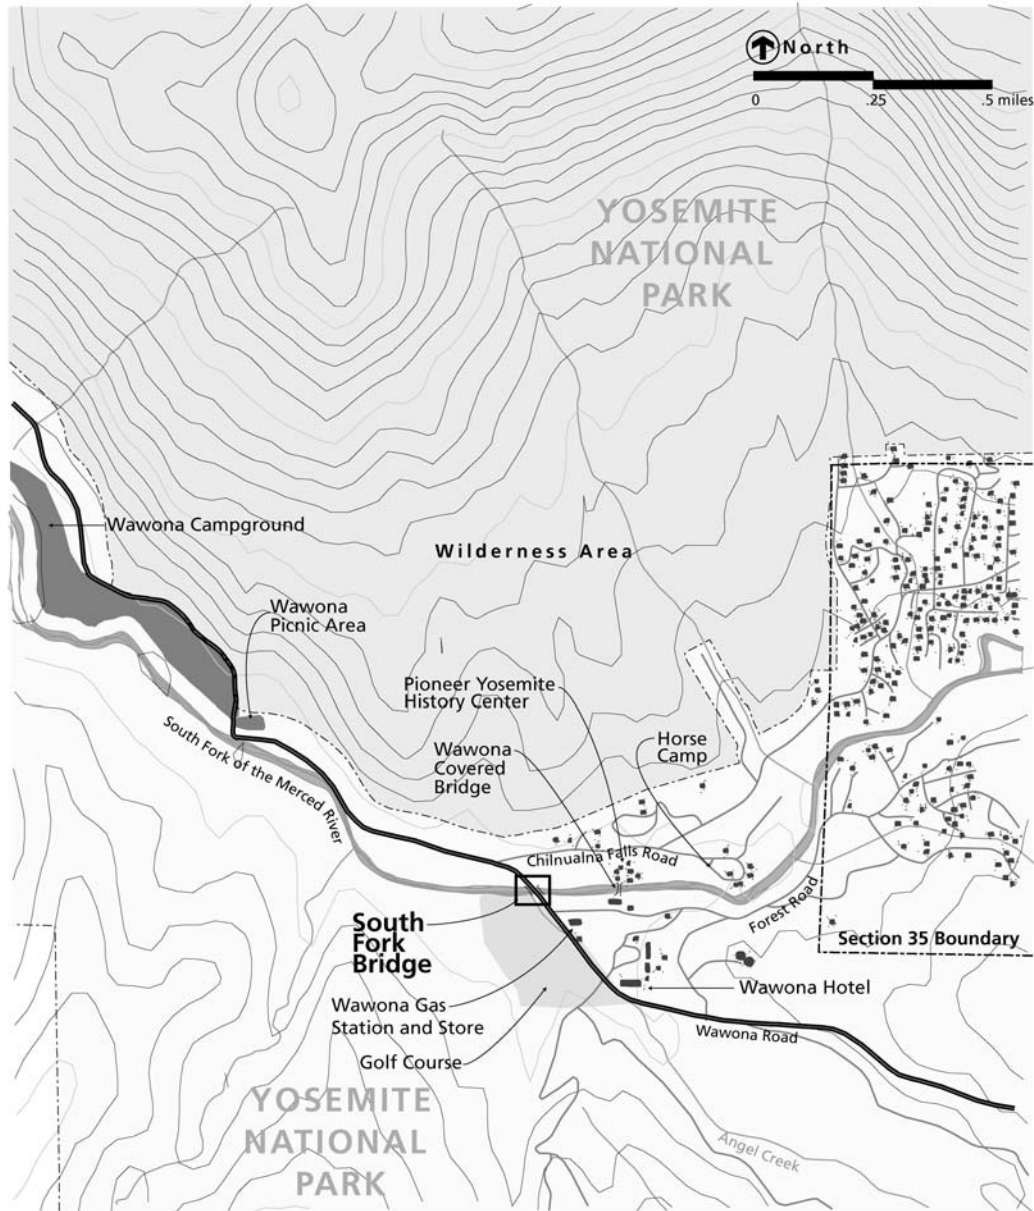 North
0 .25 .5 miles
YOSEMITE
NATIONAL
PARK
Wawona Campground
Wilderness Area
Wawona
Picnic Area
Pioneer Yosemite
History Center
Wawona
Covered
Bridge
Horse
Camp
South Fork of the Merced River
Chilnualna Falls Road
Forest Road
South
Fork
Bridge
Section 35 Boundary
Wawona Hotel
Wawona Gas
Station and Store
Wawona Road
Golf Course
YOSEMITE
NATIONAL
PARK
Angel Creek